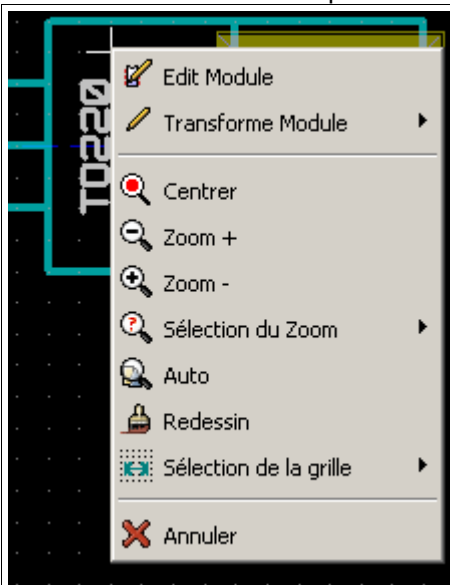 TO220
Edit Module
Transforme Module
Centrer
Zoom +
Zoom -
Sélection du Zoom
Auto
Redessin
Sélection de la grille
Annuler